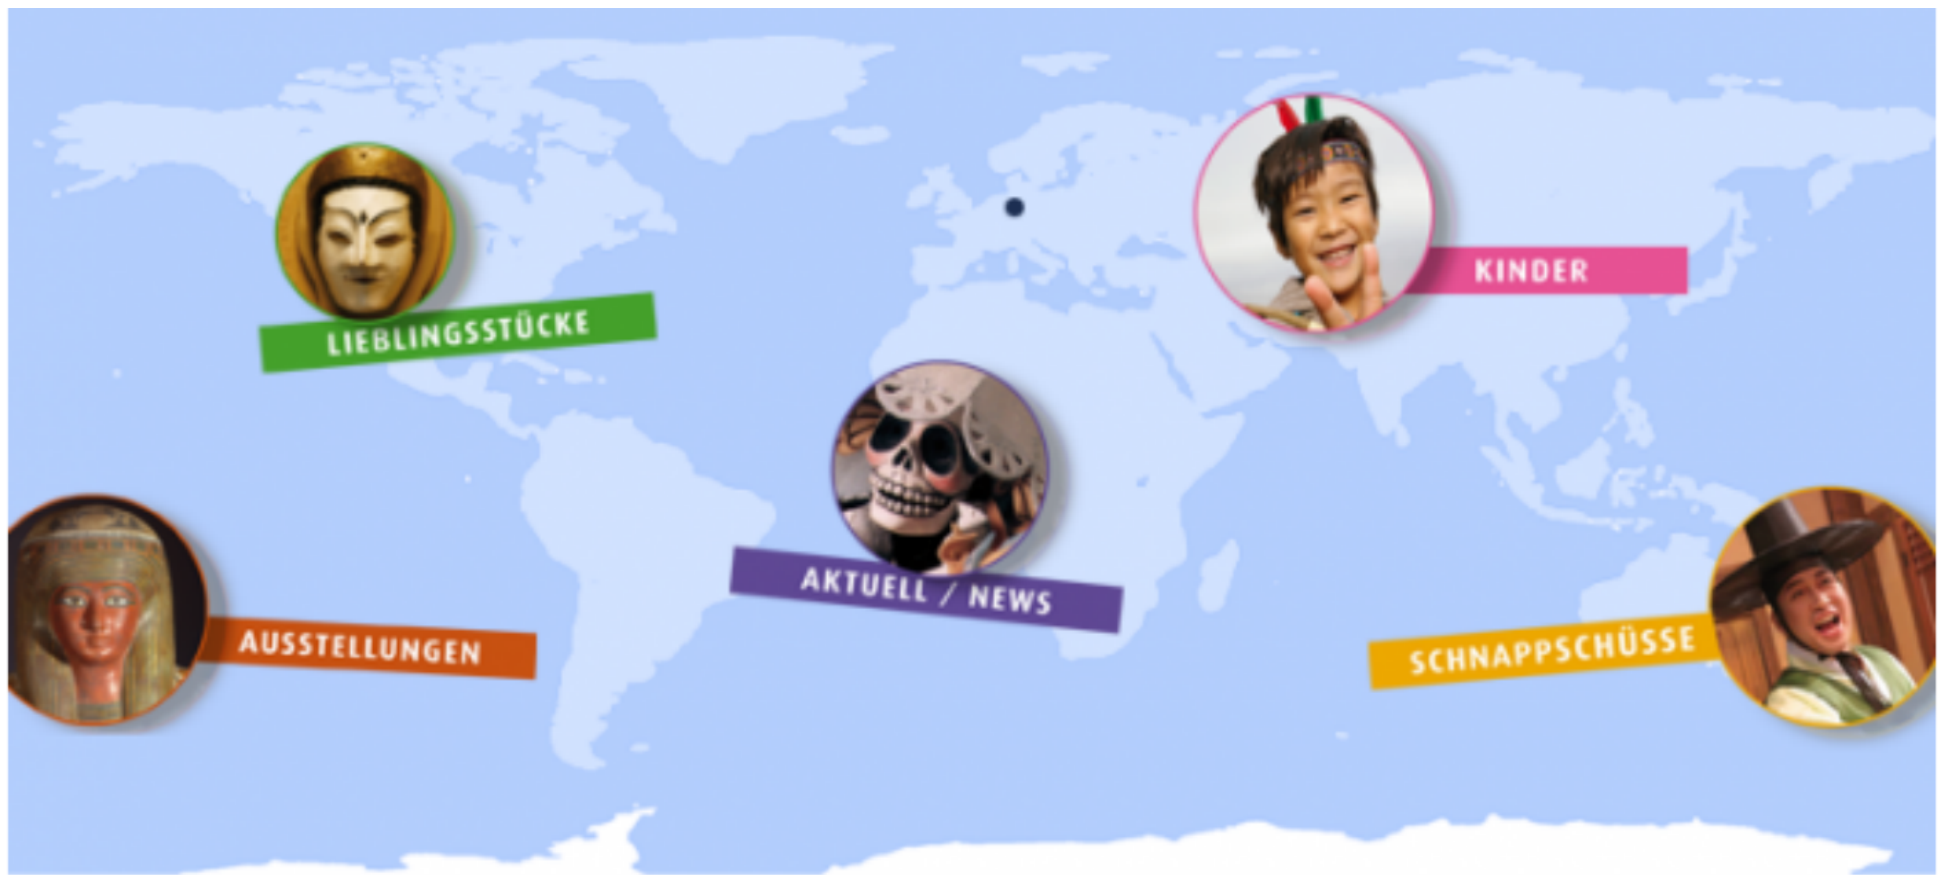 KINDER
LIEBLINGSSTÜCKE
AKTUELL / NEWS
AUSSTELLUNGEN
SCHNAPPSCHÜSSE